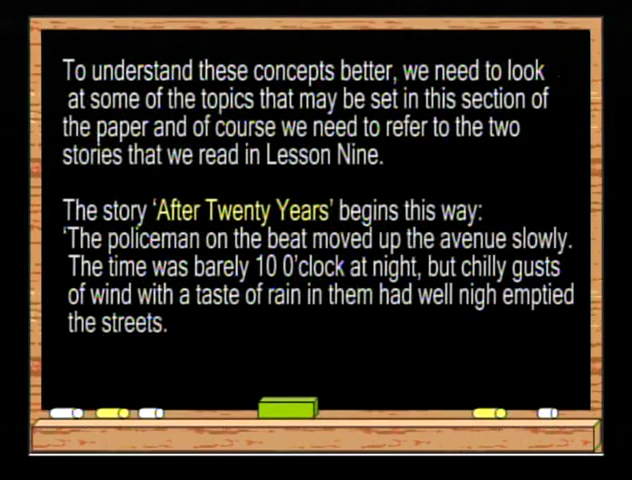 To understand these concepts better, we need to look
at some of the topics that may be set in this section of
the paper and of course we need to refer to the two
stories that we read in Lesson Nine.
The story ‘After Twenty Years’ begins this way:
‘The policeman on the beat moved up the avenue slowly.
The time was barely 10 0’clock at night, but chilly gusts
of wind with a taste of rain in them had well nigh emptied
the streets.